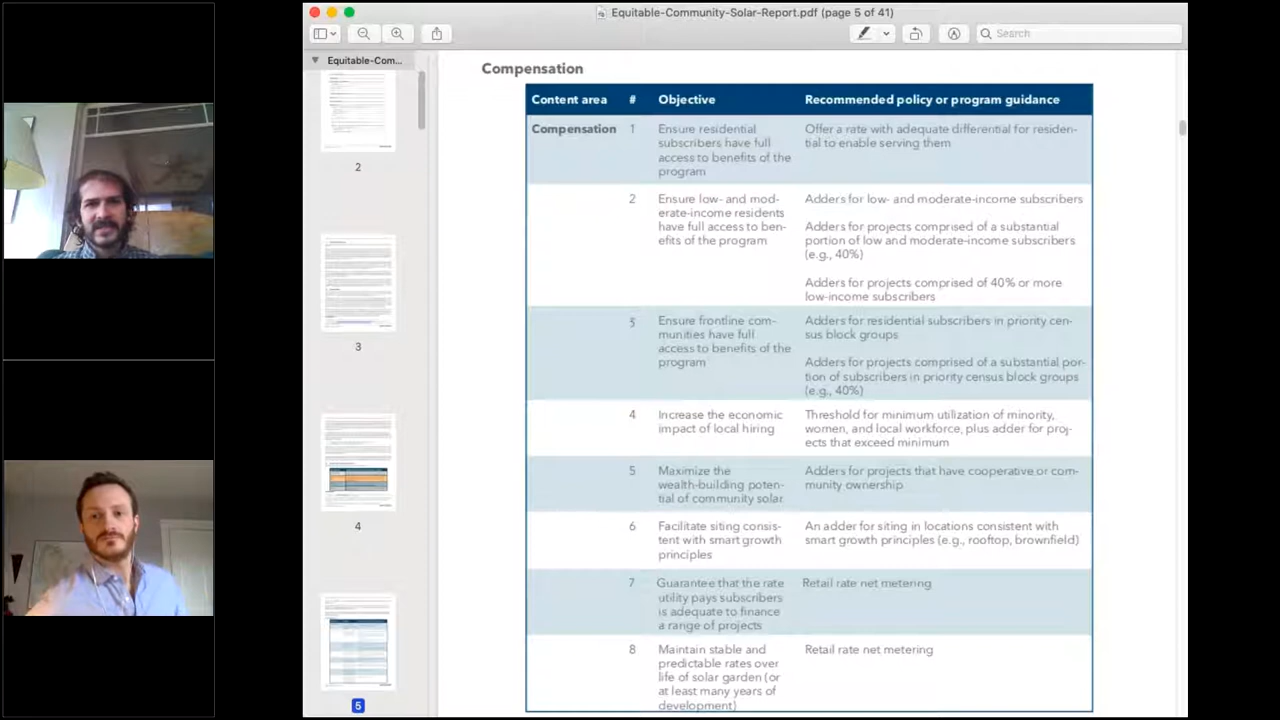 Equitable-Community-Solar-Report.pdf (page 5 of 41)
Search
Equitable-Com...
2
3
4
5
Compensation
Content area # Objective Recommended policy or program guidance
Compensation 1 Ensure residential Offer a rate with adequate differential for residen-
subscribers have full tial to enable serving them
access to benefits of the
program
2 Ensure low- and mod- Adders for low- and moderate-income subscribers
erate-income residents
have full access to ben- Adders for projects comprised of a substantial
efits of the program portion of low and moderate-income subscribers
(e.g., 40%)
Adders for projects comprised of 40% or more
low-income subscribers
3 Ensure frontline com- Adders for residential subscribers in priority cen-
munities have full sus block groups
access to benefits of the
program Adders for projects comprised of a substantial por-
tion of subscribers in priority census block groups
(e.g., 40%)
4 Increase the economic Threshold for minimum utilization of minority,
impact of local hiring women, and local workforce, plus adder for proj-
ects that exceed minimum
5 Maximize the Adders for projects that have cooperative or com-
wealth-building poten- munity ownership
tial of community solar
6 Facilitate siting consis- An adder for siting in locations consistent with
tent with smart growth smart growth principles (e.g., rooftop, brownfield)
principles
7 Guarantee that the rate Retail rate net metering
utility pays subscribers
is adequate to finance
a range of projects
8 Maintain stable and Retail rate net metering
predictable rates over
life of solar garden (or
at least many years of
development)